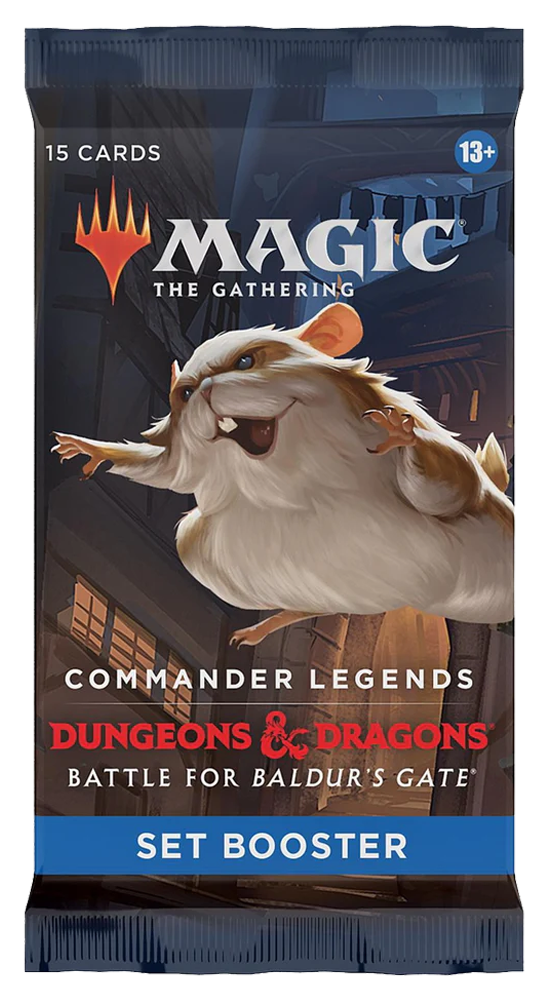 15 CARDS
13+
MAGIC®
THE GATHERING
COMMANDER LEGENDS
DUNGEONS & DRAGONS®
BATTLE FOR BALDUR'S GATE®
SET BOOSTER